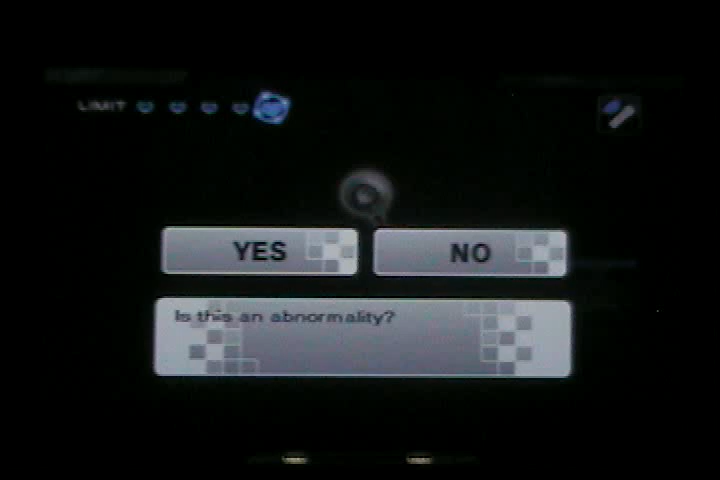 LIMIT
YES
NO
Is this an abnormality?